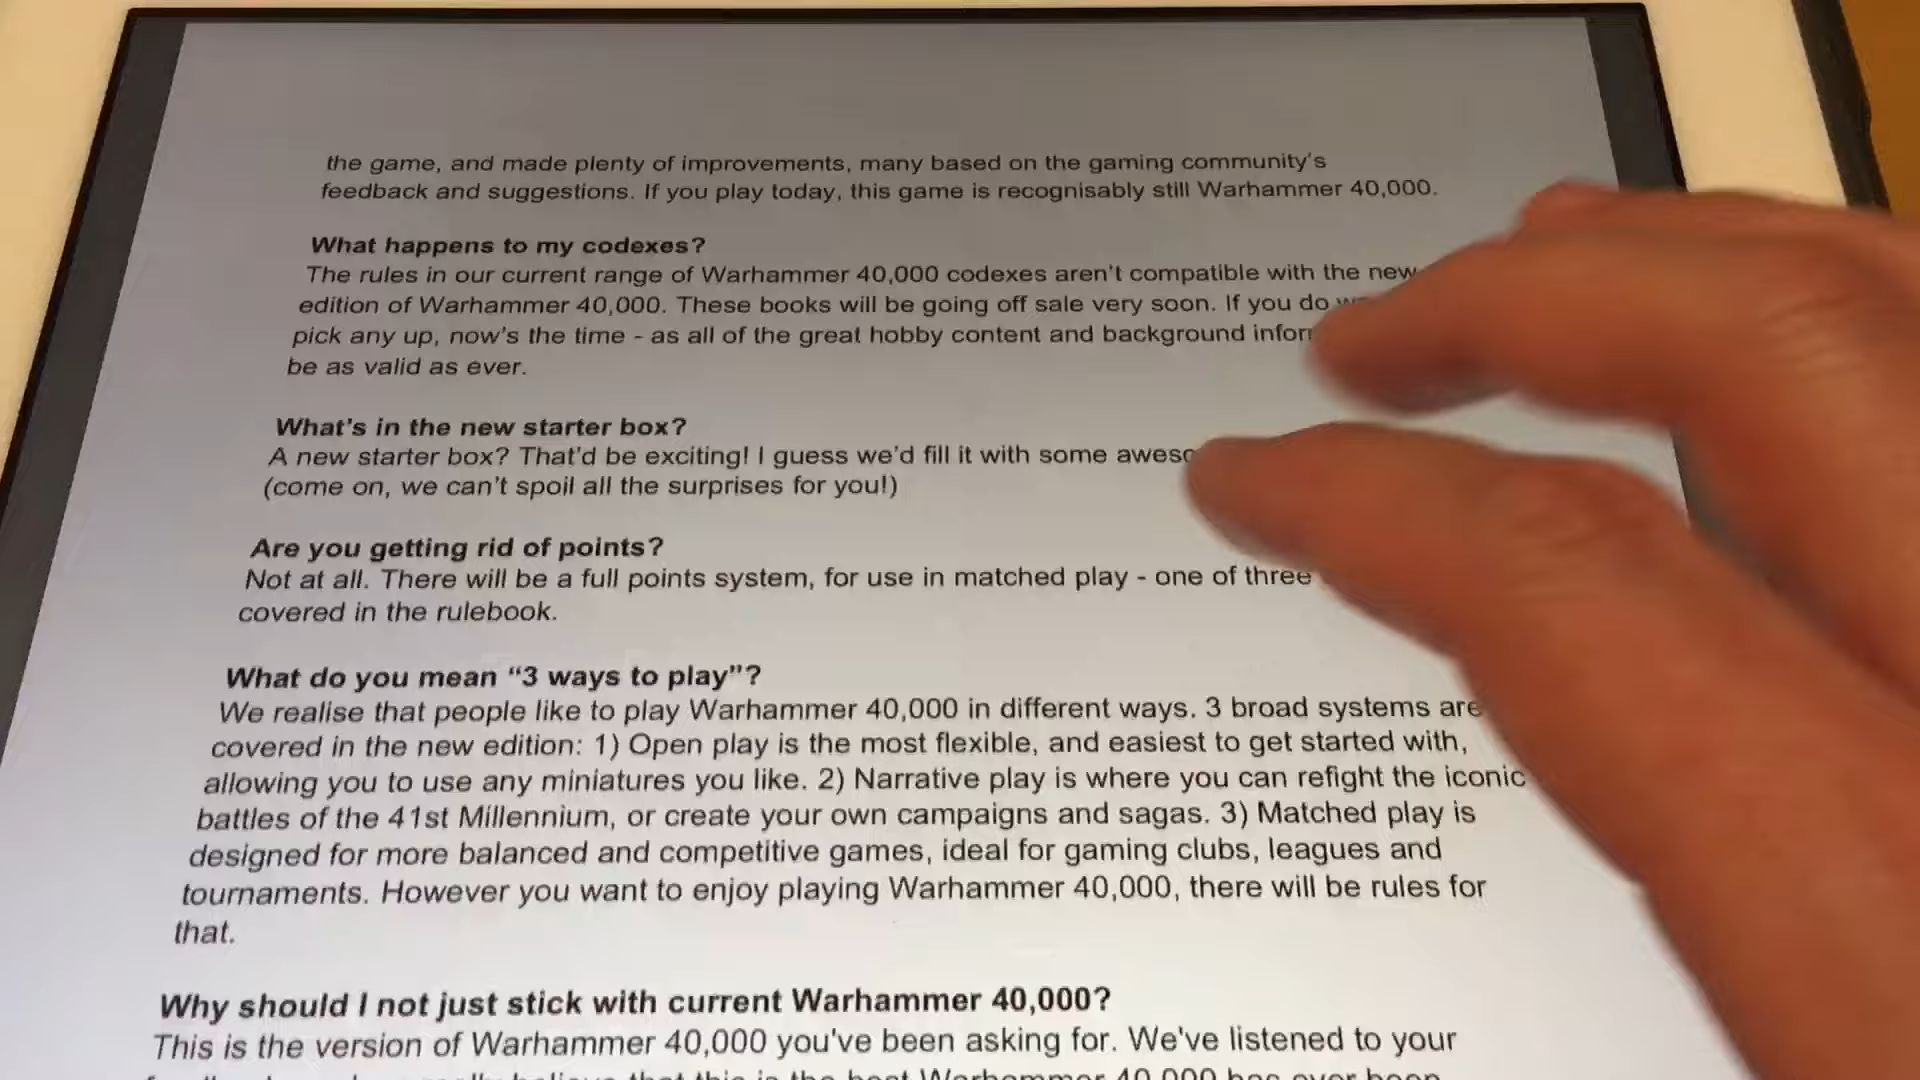 the game, and made plenty of improvements, many based on the gaming community's
feedback and suggestions. If you play today, this game is recognisably still Warhammer 40,000.
What happens to my codexes?
The rules in our current range of Warhammer 40,000 codexes aren't compatible with the new
edition of Warhammer 40,000. These books will be going off sale very soon. If you do
pick any up, now's the time - as all of the great hobby content and background
be as valid as ever.
What's in the new starter box?
A new starter box? That'd be exciting! I guess we'd fill it with some
(come on, we can't spoil all the surprises for you!)
Are you getting rid of points?
Not at all. There will be a full points system, for use in matched play - one of three
covered in the rulebook.
What do you mean “3 ways to play”?
We realise that people like to play Warhammer 40,000 in different ways. 3 broad systems are
covered in the new edition: 1) Open play is the most flexible, and easiest to get started with,
allowing you to use any miniatures you like. 2) Narrative play is where you can refight the iconic
battles of the 41st Millennium, or create your own campaigns and sagas. 3) Matched play is
designed for more balanced and competitive games, ideal for gaming clubs, leagues and
tournaments. However you want to enjoy playing Warhammer 40,000, there will be rules for
that.
Why should I not just stick with current Warhammer 40,000?
This is the version of Warhammer 40,000 you've been asking for. We've listened to your
believe that this is the best Warhammer 40,000 has ever been